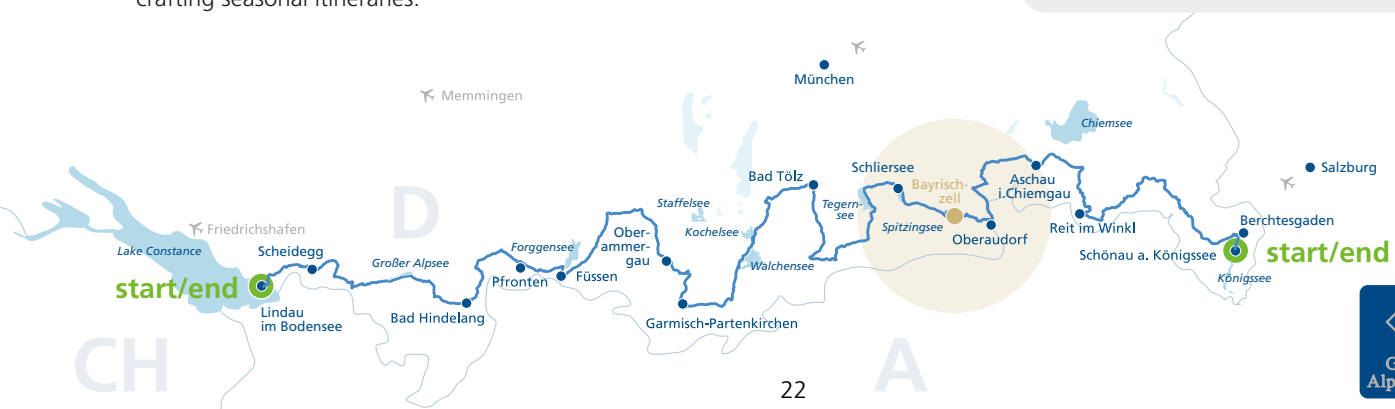 crafting seasonal itineraries.
München
Memmingen
Chiemsee
Salzburg
Schliersee
Bad Tölz
Bayrisch-
zell
Aschau
i.Chiemgau
Tegern-
see
Staffelsee
D
Berchtesgaden
Friedrichshafen
Kochelsee
Spitzingsee
Oberaudorf
Reit im Winkl
Ober-
ammer-
gau
Lake Constance
Scheidegg
Forggensee
Großer Alpsee
Walchensee
Schönau a. Königssee
start/end
Königssee
Pfronten
Füssen
start/end
Lindau
im Bodensee
Bad Hindelang
Garmisch-Partenkirchen
CH
A
22